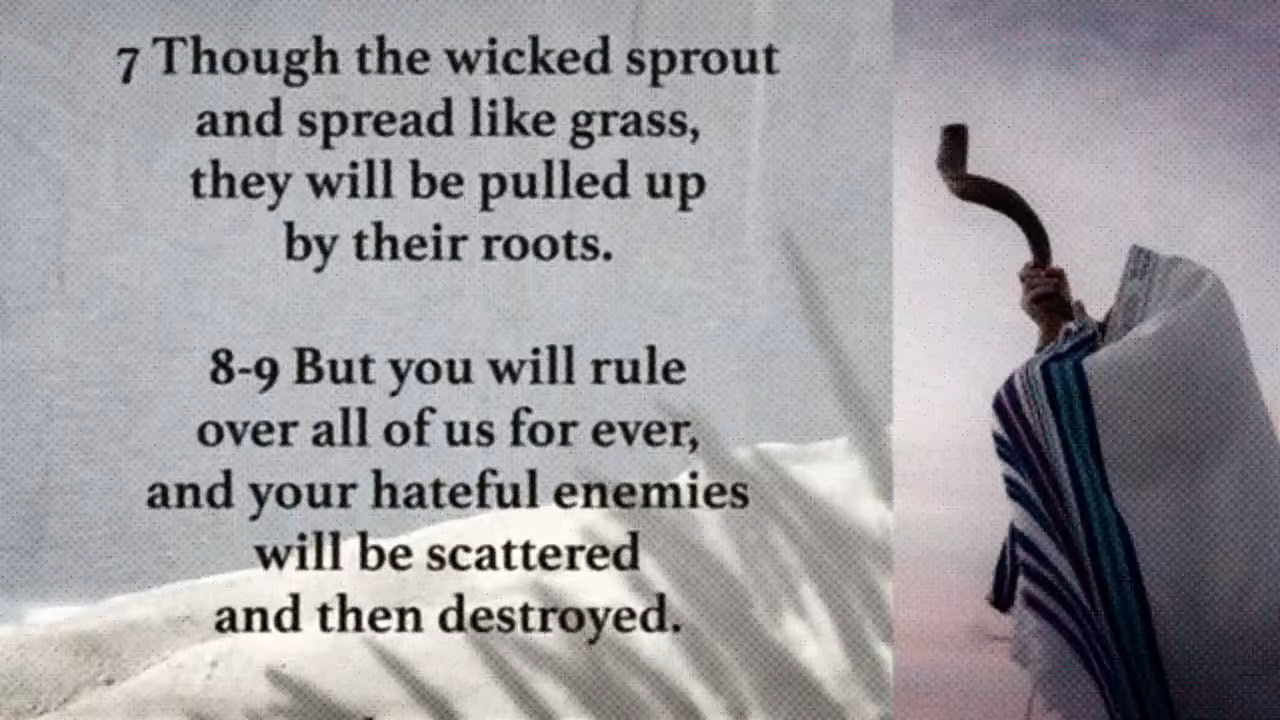 7 Though the wicked sprout
and spread like grass,
they will be pulled up
by their roots.
8-9 But you will rule
over all of us for ever,
and your hateful enemies
will be scattered
and then destroyed.